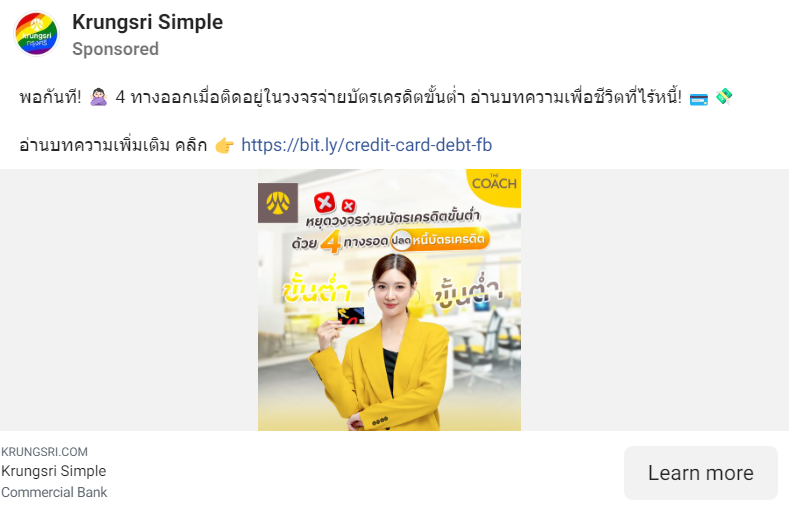 Krungsri Simple
Sponsored
พอกันที! 🙅🏻‍♀️ 4 ทางออกเมื่อติดอยู่ในวงจรจ่ายบัตรเครดิตขั้นต่ำ อ่านบทความเพื่อชีวิตที่ไร้หนี้! 💳 💸
อ่านบทความเพิ่มเติม คลิก 👉 https://bit.ly/credit-card-debt-fb
krungsri
กรุงศรี
THE
COACH
หยุดวงจรจ่ายบัตรเครดิตขั้นต่ำ
ด้วย 4 ทางรอด ปลดหนี้บัตรเครดิต
ขั้นต่ำ
ขั้นต่ำ
KRUNGSRI.COM
Krungsri Simple
Commercial Bank
Learn more